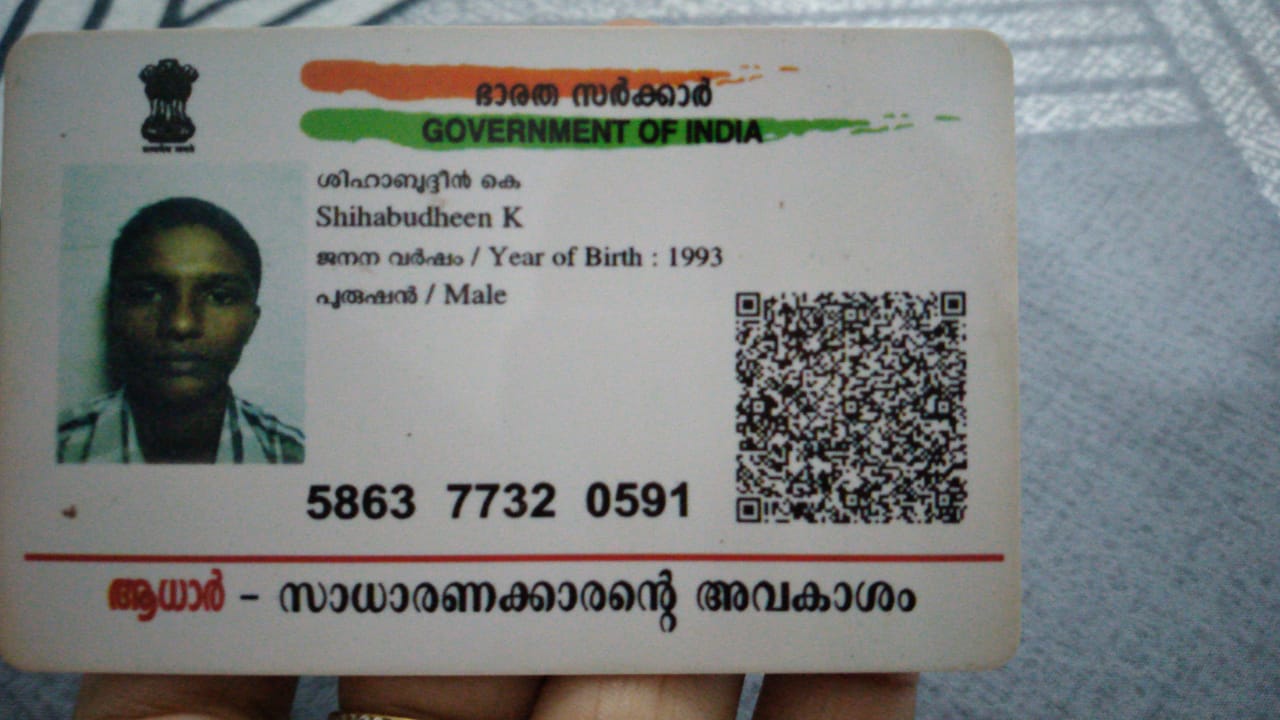 ഭാരത സർക്കാർ
GOVERNMENT OF INDIA
ശിഹാബുദ്ദീൻ കെ
Shihabudheen K
ജനന വർഷം / Year of Birth : 1993
പുരുഷൻ / Male
5863 7732 0591
ആധാർ - സാധാരണക്കാരന്റെ അവകാശം